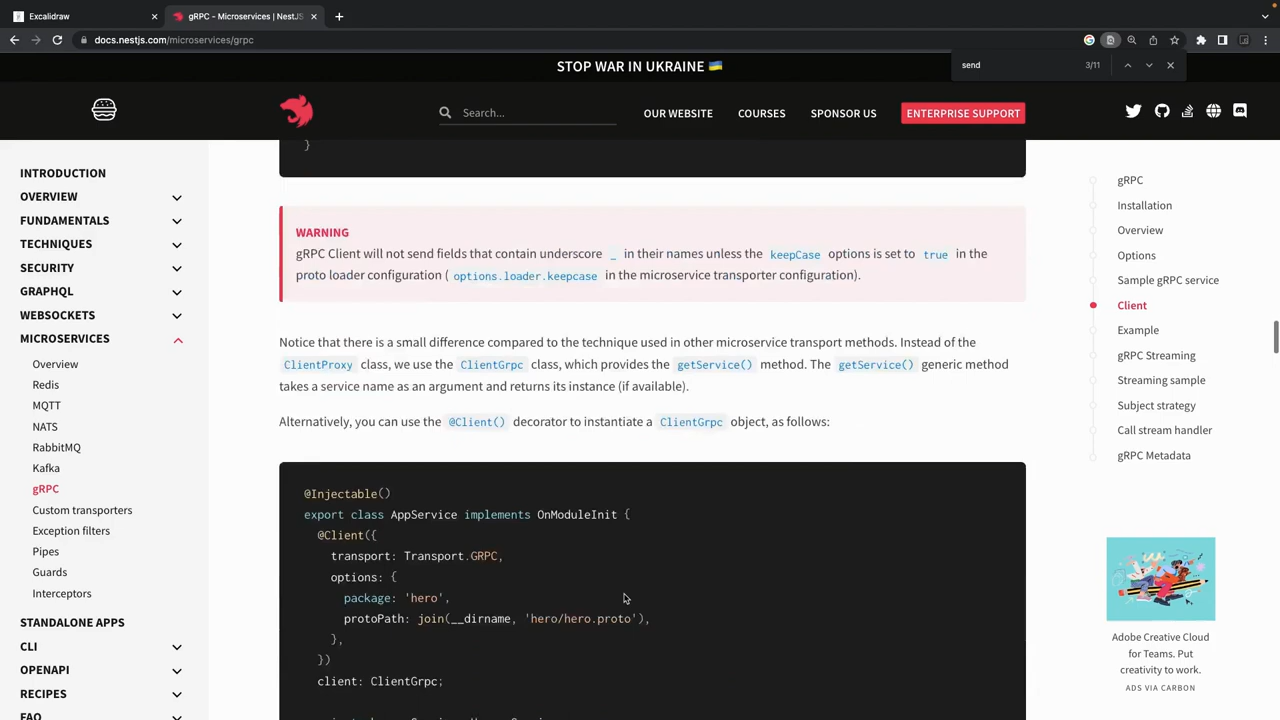 Excalidraw
gRPC - Microservices | NestJS
docs.nestjs.com/microservices/grpc
send
3/11
STOP WAR IN UKRAINE 🇺🇦
Search...
OUR WEBSITE
COURSES
SPONSOR US
ENTERPRISE SUPPORT
INTRODUCTION
OVERVIEW
FUNDAMENTALS
TECHNIQUES
SECURITY
GRAPHQL
WEBSOCKETS
MICROSERVICES
Overview
Redis
MQTT
NATS
RabbitMQ
Kafka
gRPC
Custom transporters
Exception filters
Pipes
Guards
Interceptors
STANDALONE APPS
CLI
OPENAPI
RECIPES
FAQ
}
WARNING
gRPC Client will not send fields that contain underscore _ in their names unless the keepCase options is set to true in the
proto loader configuration ( options.loader.keepcase in the microservice transporter configuration).
Notice that there is a small difference compared to the technique used in other microservice transport methods. Instead of the
ClientProxy class, we use the ClientGrpc class, which provides the getService() method. The getService() generic method
takes a service name as an argument and returns its instance (if available).
Alternatively, you can use the @Client() decorator to instantiate a ClientGrpc object, as follows:
@Injectable()
export class AppService implements OnModuleInit {
@Client({
transport: Transport.GRPC,
options: {
package: 'hero',
protoPath: join(__dirname, 'hero/hero.proto'),
},
})
client: ClientGrpc;
gRPC
Installation
Overview
Options
Sample gRPC service
Client
Example
gRPC Streaming
Streaming sample
Subject strategy
Call stream handler
gRPC Metadata
Adobe Creative Cloud
for Teams. Put
creativity to work.
ADS VIA CARBON